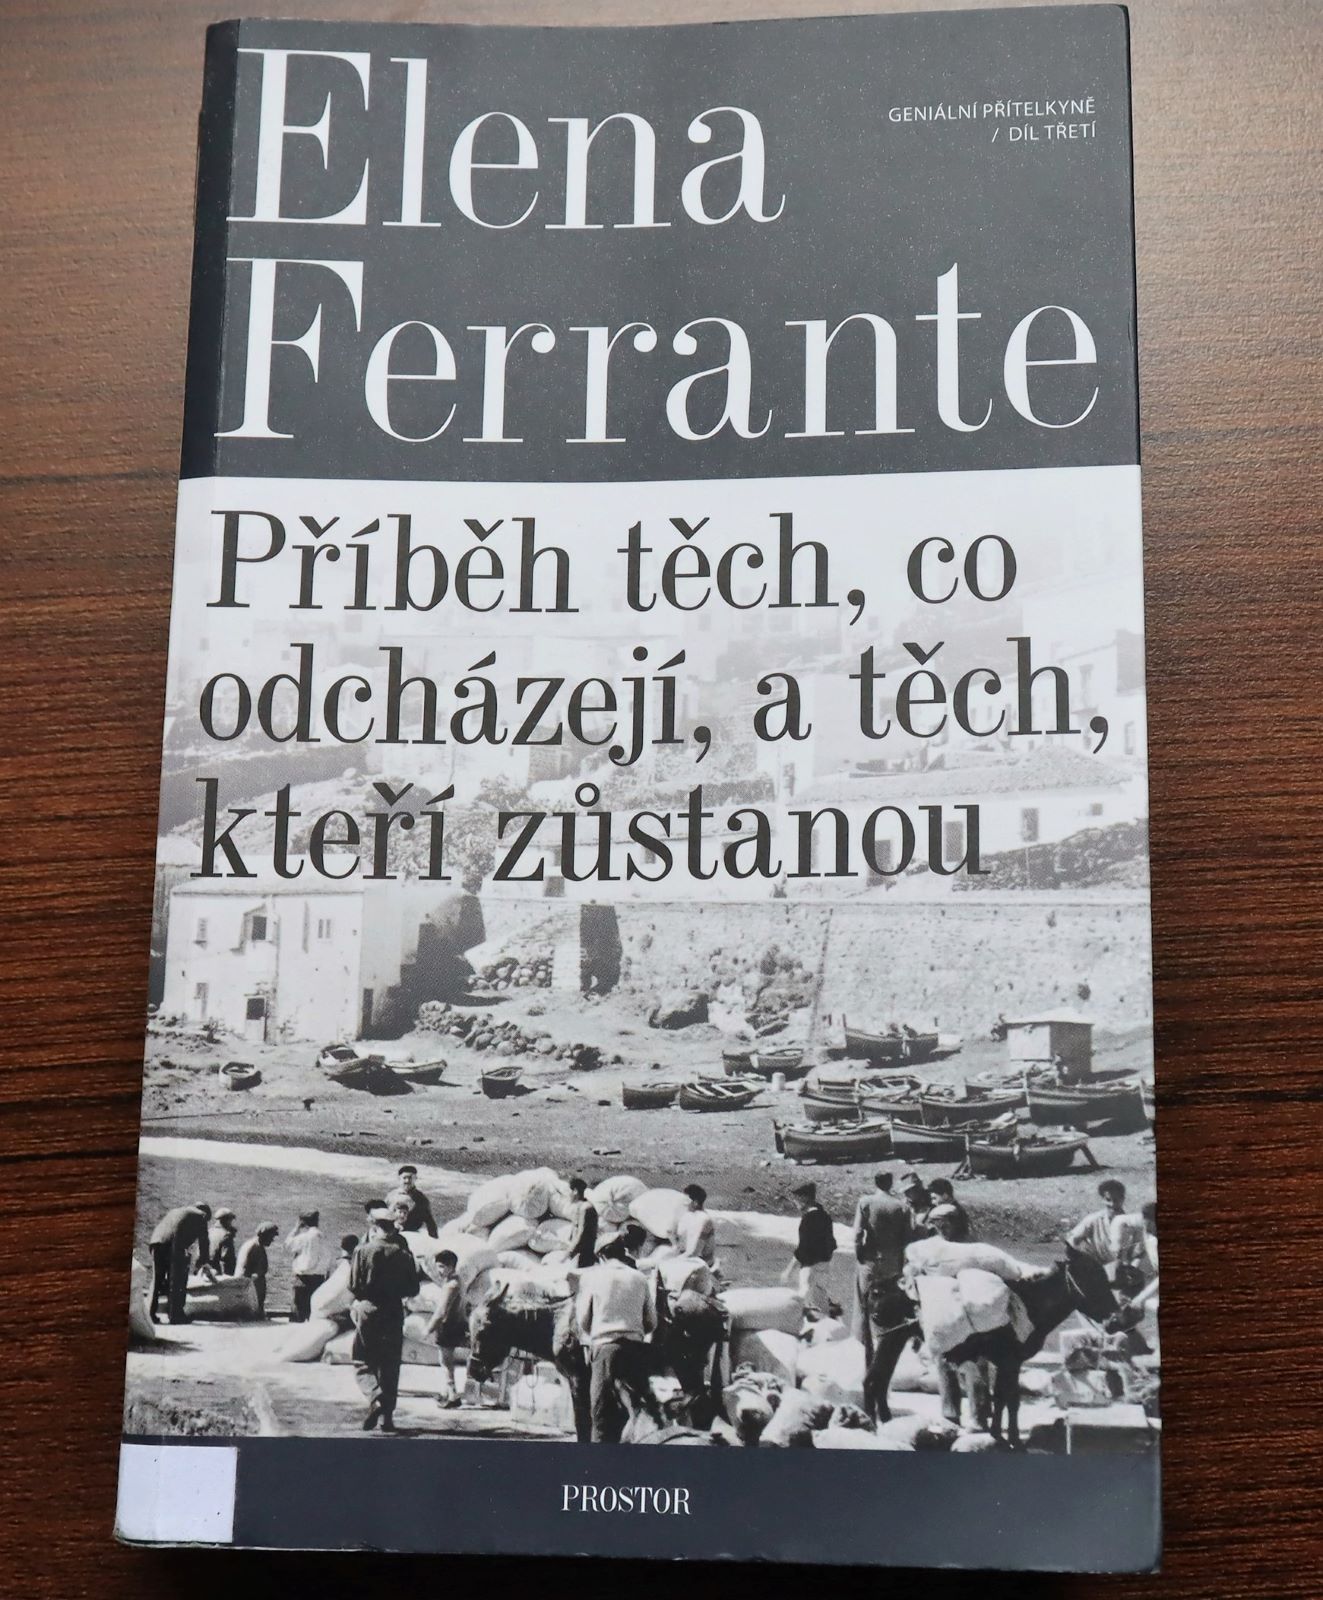 Elena
Ferrante
GENIÁLNÍ PŘÍTELKYNĚ
/ DÍL TŘETÍ
Příběh těch, co
odcházejí, a těch,
kteří zůstanou
PROSTOR